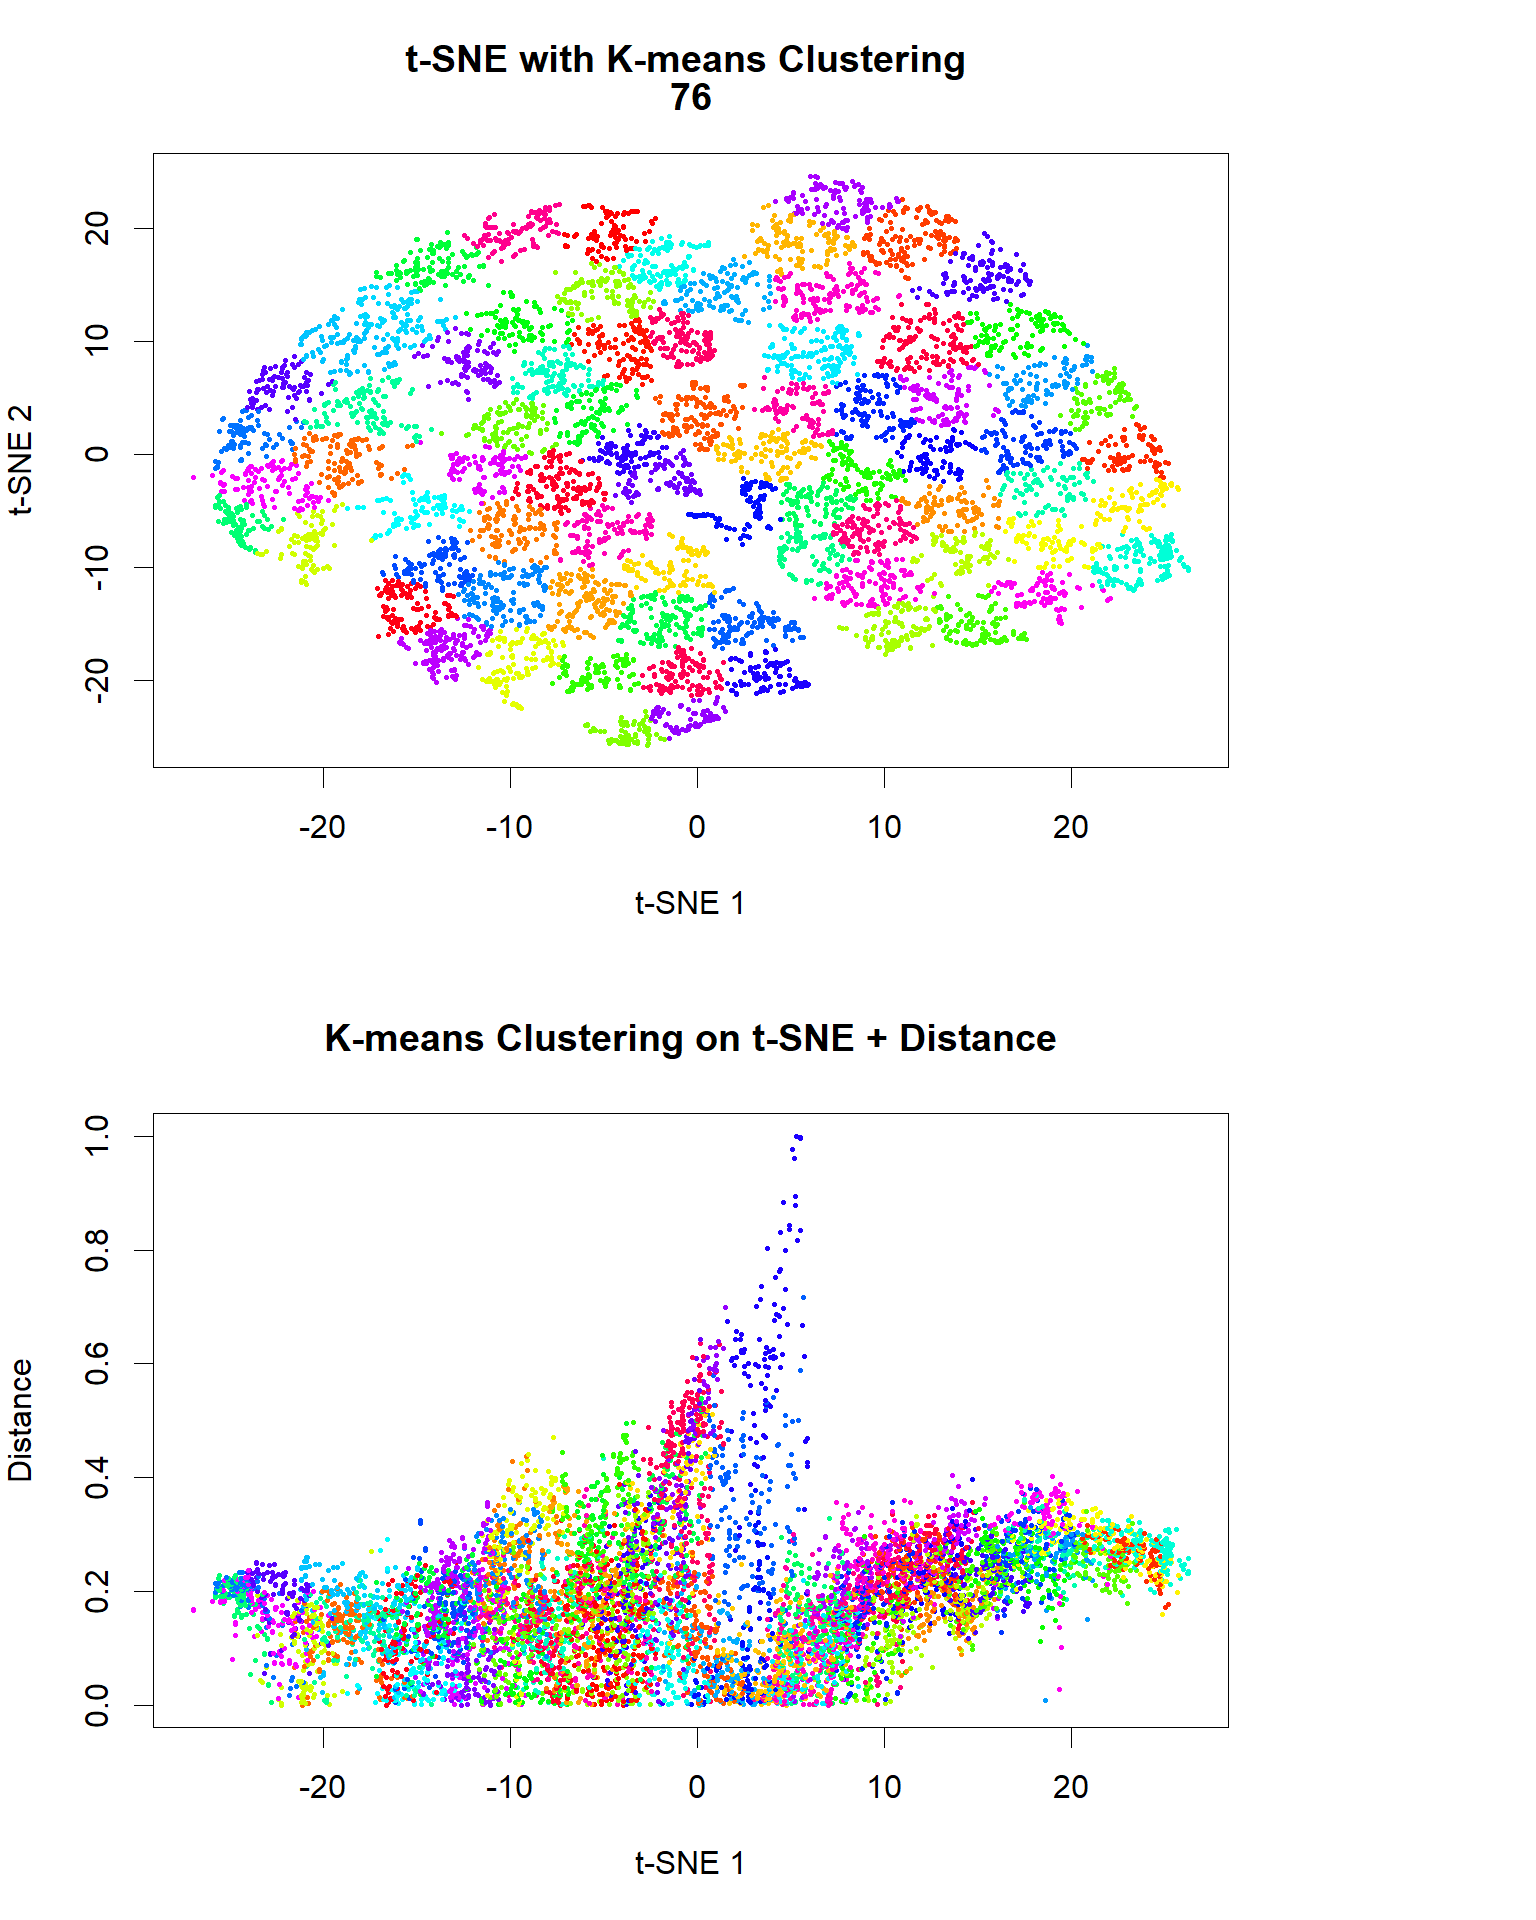 t-SNE with K-means Clustering
76
20
10
0
-10
-20
t-SNE 2
-20 -10 0 10 20
t-SNE 1
K-means Clustering on t-SNE + Distance
1.0
0.8
0.6
0.4
0.2
0.0
Distance
-20 -10 0 10 20
t-SNE 1